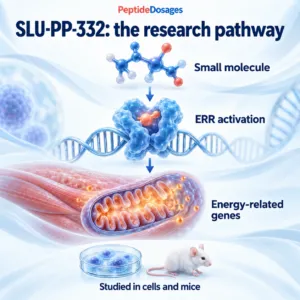 PeptideDosages
SLU-PP-332: the research pathway
Small molecule
ERR activation
Energy-related
genes
Studied in cells and mice